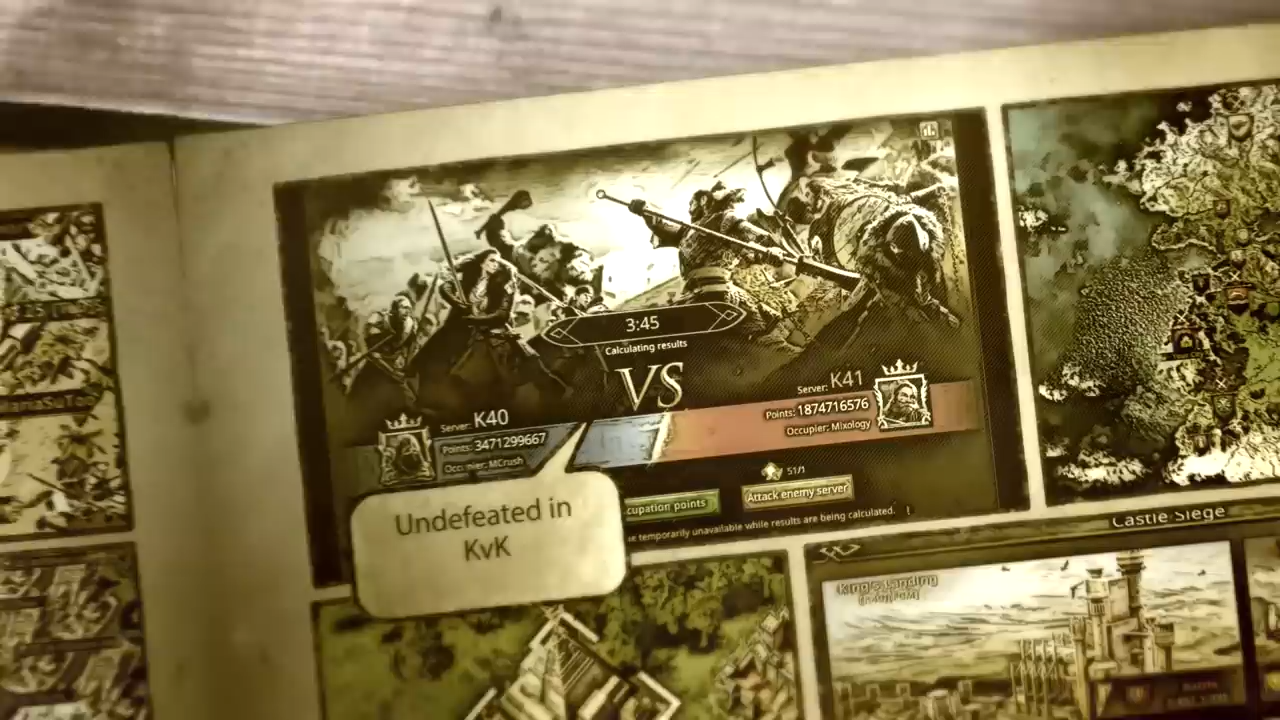 3:45
Calculating results
VS
Server: K40
Points: 3471299667
Occupier: MCrush
Server: K41
Points: 1874716576
Occupier: Mixology
51/1
cupation points
Attack enemy server
temporarily unavailable while results are being calculated.
Undefeated in
KvK
Castle Siege
King's Landing